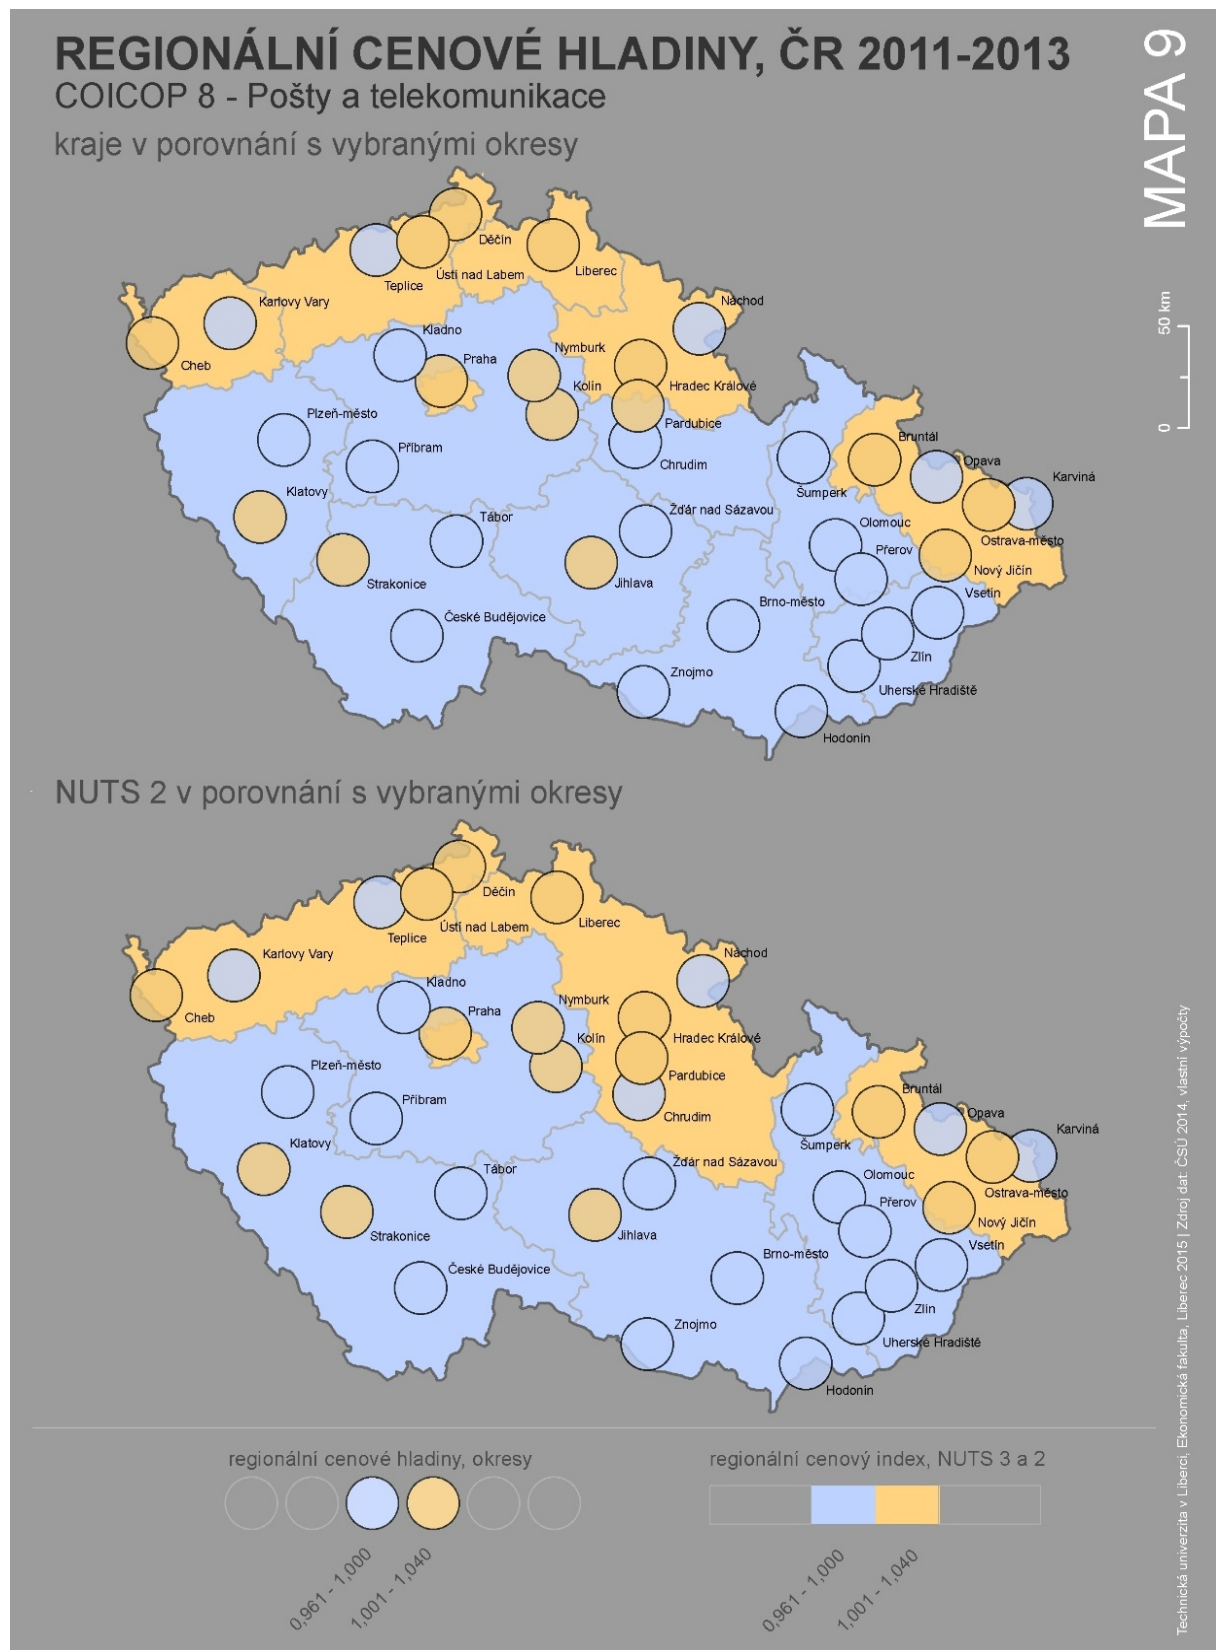 REGIONÁLNÍ CENOVÉ HLADINY, ČR 2011-2013
COICOP 8 - Pošty a telekomunikace
kraje v porovnání s vybranými okresy
MAPA 9
50 km
0
Děčín
Ústí nad Labem
Liberec
Teplice
Karlovy Vary
Náchod
Kladno
Cheb
Praha
Nymburk
Kolín
Hradec Králové
Plzeň-město
Pardubice
Příbram
Chrudim
Bruntál
Opava
Karviná
Klatovy
Šumperk
Tábor
Žďár nad Sázavou
Olomouc
Ostrava-město
Přerov
Nový Jičín
Strakonice
Jihlava
Vsetín
Brno-město
České Budějovice
Zlín
Znojmo
Uherské Hradiště
Hodonín
NUTS 2 v porovnání s vybranými okresy
Děčín
Ústí nad Labem
Liberec
Teplice
Karlovy Vary
Náchod
Kladno
Cheb
Praha
Nymburk
Kolín
Hradec Králové
Plzeň-město
Pardubice
Příbram
Chrudim
Bruntál
Opava
Karviná
Klatovy
Šumperk
Tábor
Žďár nad Sázavou
Olomouc
Ostrava-město
Přerov
Nový Jičín
Strakonice
Jihlava
Vsetín
Brno-město
České Budějovice
Zlín
Znojmo
Uherské Hradiště
Hodonín
regionální cenové hladiny, okresy
0,961 - 1,000
1,001 - 1,040
regionální cenový index, NUTS 3 a 2
0,961 - 1,000
1,001 - 1,040
Technická univerzita v Liberci, Ekonomická fakulta, Liberec 2015 | Zdroj dat: ČSÚ 2014, vlastní výpočty